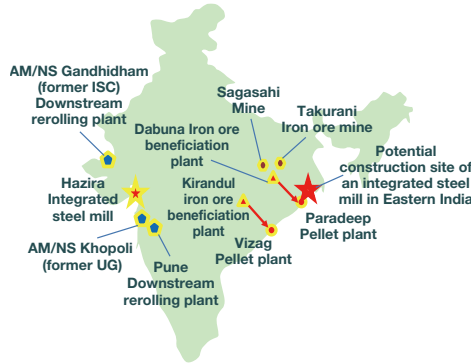 AM/NS Gandhidham
(former ISC)
Downstream
rerolling plant
Sagasahi
Mine
Takurani
Iron ore mine
Dabuna Iron ore
beneficiation
plant
Potential
construction site of
an integrated steel
mill in Eastern India
Hazira
Integrated
steel mill
Kirandul
iron ore
beneficiation
plant
Paradeep
Pellet plant
AM/NS Khopoli
(former UG)
Vizag
Pellet plant
Pune
Downstream
rerolling plant